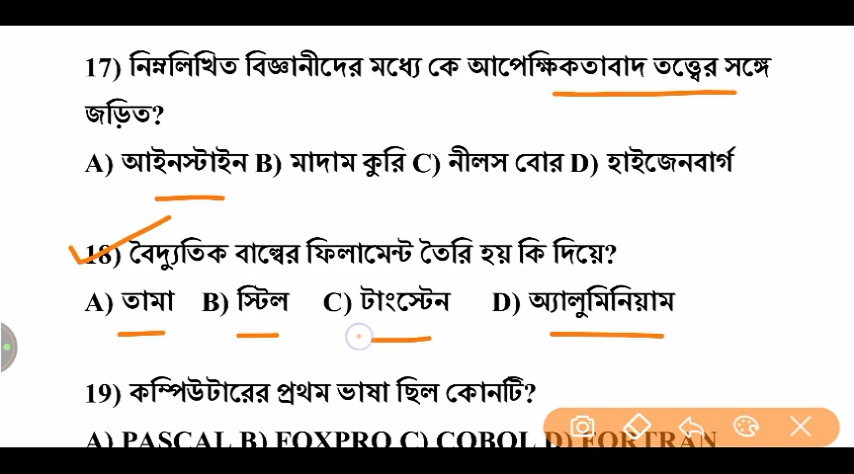 17) নিম্নলিখিত বিজ্ঞানীদের মধ্যে কে আপেক্ষিকতাবাদ তত্ত্বের সঙ্গে
জড়িত?
A) আইনস্টাইন B) মাদাম কুরি C) নীলস বোর D) হাইজেনবার্গ
18) বৈদ্যুতিক বাল্বের ফিলামেন্ট তৈরি হয় কি দিয়ে?
A) তামা B) স্টিল C) টাংস্টেন D) অ্যালুমিনিয়াম
19) কম্পিউটারের প্রথম ভাষা ছিল কোনটি?
A) PASCAL B) FOXPRO C) COBOL D) FORTRAN